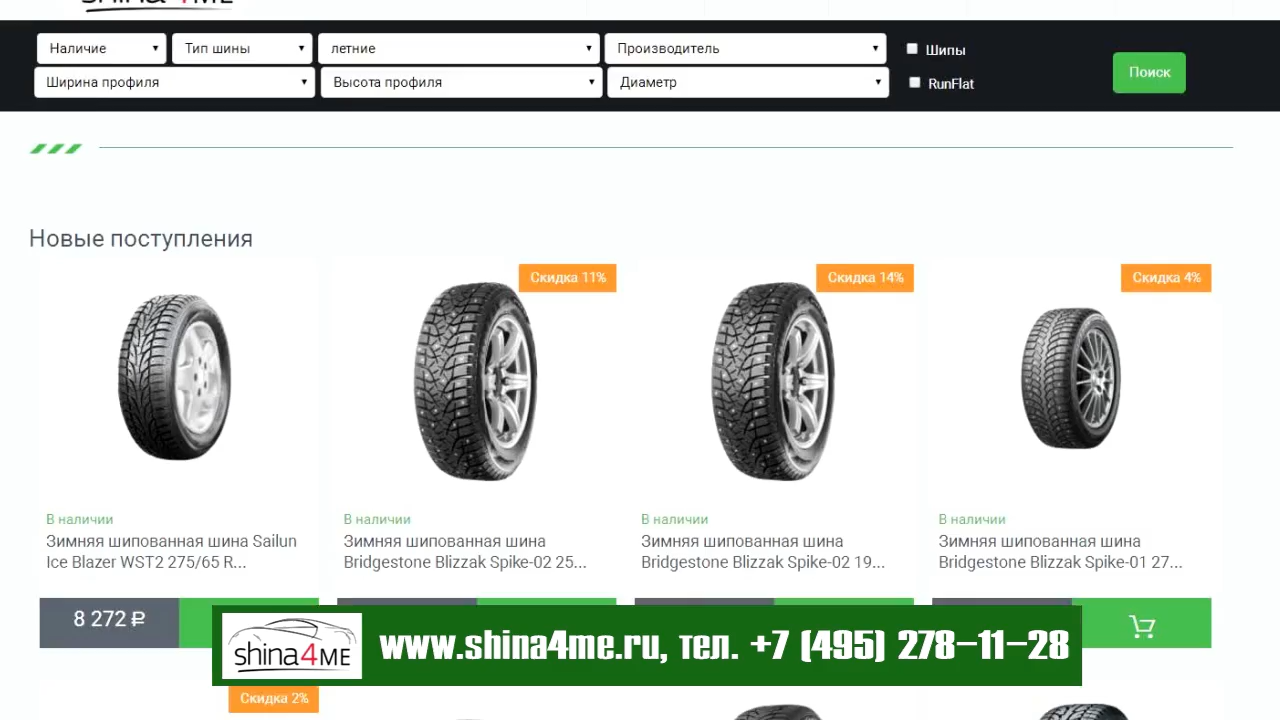 shina4ME
Наличие Тип шины летние Производитель Шипы
Ширина профиля Высота профиля Диаметр RunFlat
Поиск
Новые поступления
Скидка 11% Скидка 14% Скидка 4%
В наличии В наличии В наличии В наличии
Зимняя шипованная шина Sailun
Ice Blazer WST2 275/65 R...
Зимняя шипованная шина
Bridgestone Blizzak Spike-02 25...
Зимняя шипованная шина
Bridgestone Blizzak Spike-02 19...
Зимняя шипованная шина
Bridgestone Blizzak Spike-01 27...
8 272 ₽
shina4ME
www.shina4me.ru, тел. +7 (495) 278-11-28
Скидка 2%